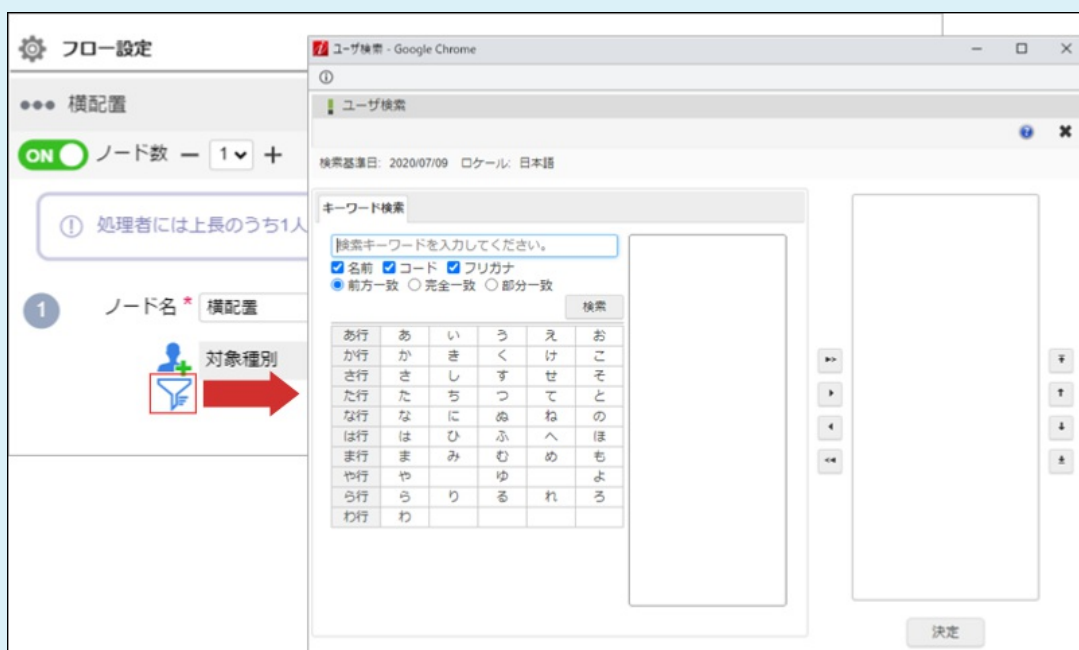 フロー設定
横配置
ON ノード数 － 1 ＋
処理者には上長のうち1人
1 ノード名 * 横配置
対象種別
ユーザ検索 - Google Chrome
ユーザ検索
検索基準日: 2020/07/09 ロケール: 日本語
キーワード検索
検索キーワードを入力してください。
名前 コード フリガナ
前方一致 完全一致 部分一致
検索
あ行 あ い う え お
か行 か き く け こ
さ行 さ し す せ そ
た行 た ち つ て と
な行 な に ぬ ね の
は行 は ひ ふ へ ほ
ま行 ま み む め も
や行 や ゆ よ
ら行 ら り る れ ろ
わ行 わ
決定